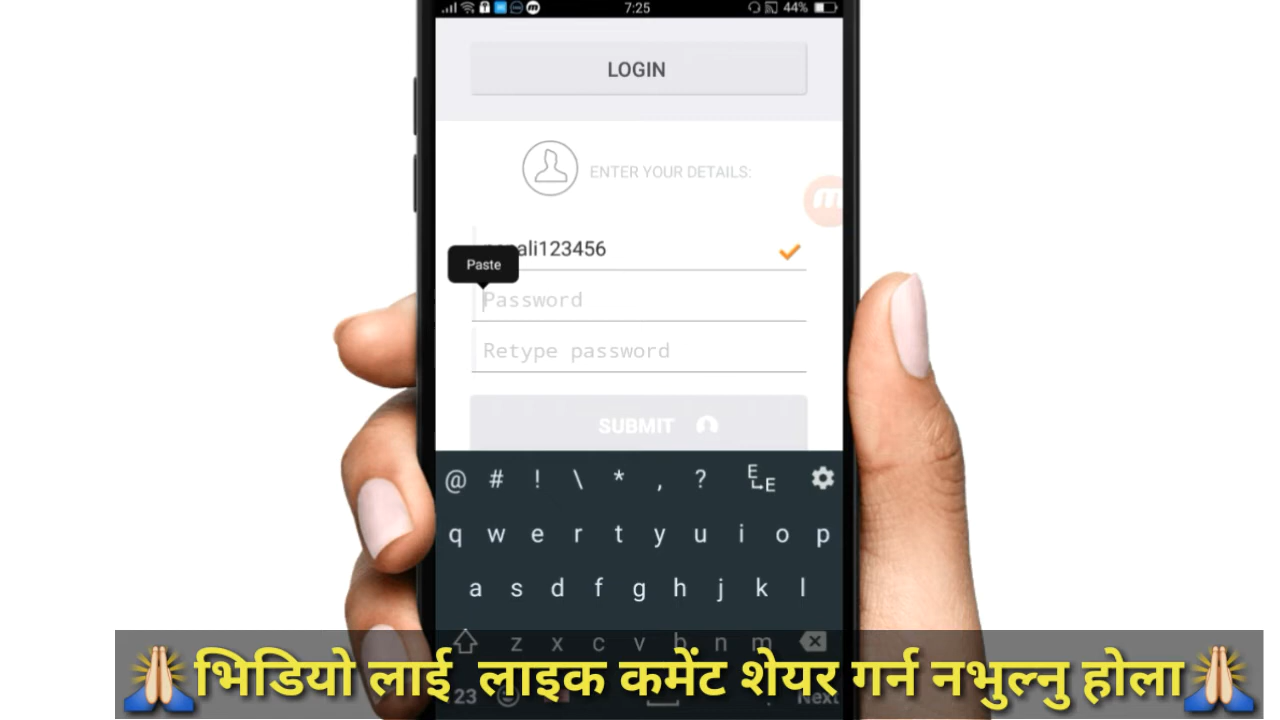 7:25
44%
LOGIN
ENTER YOUR DETAILS:
ali123456
Paste
Password
Retype password
SUBMIT
@ # ! \ * , ?
q w e r t y u i o p
a s d f g h j k l
z x c v b n m
🙏भिडियो लाई लाइक कमेंट शेयर गर्न नभुल्नु होला🙏
23
Next